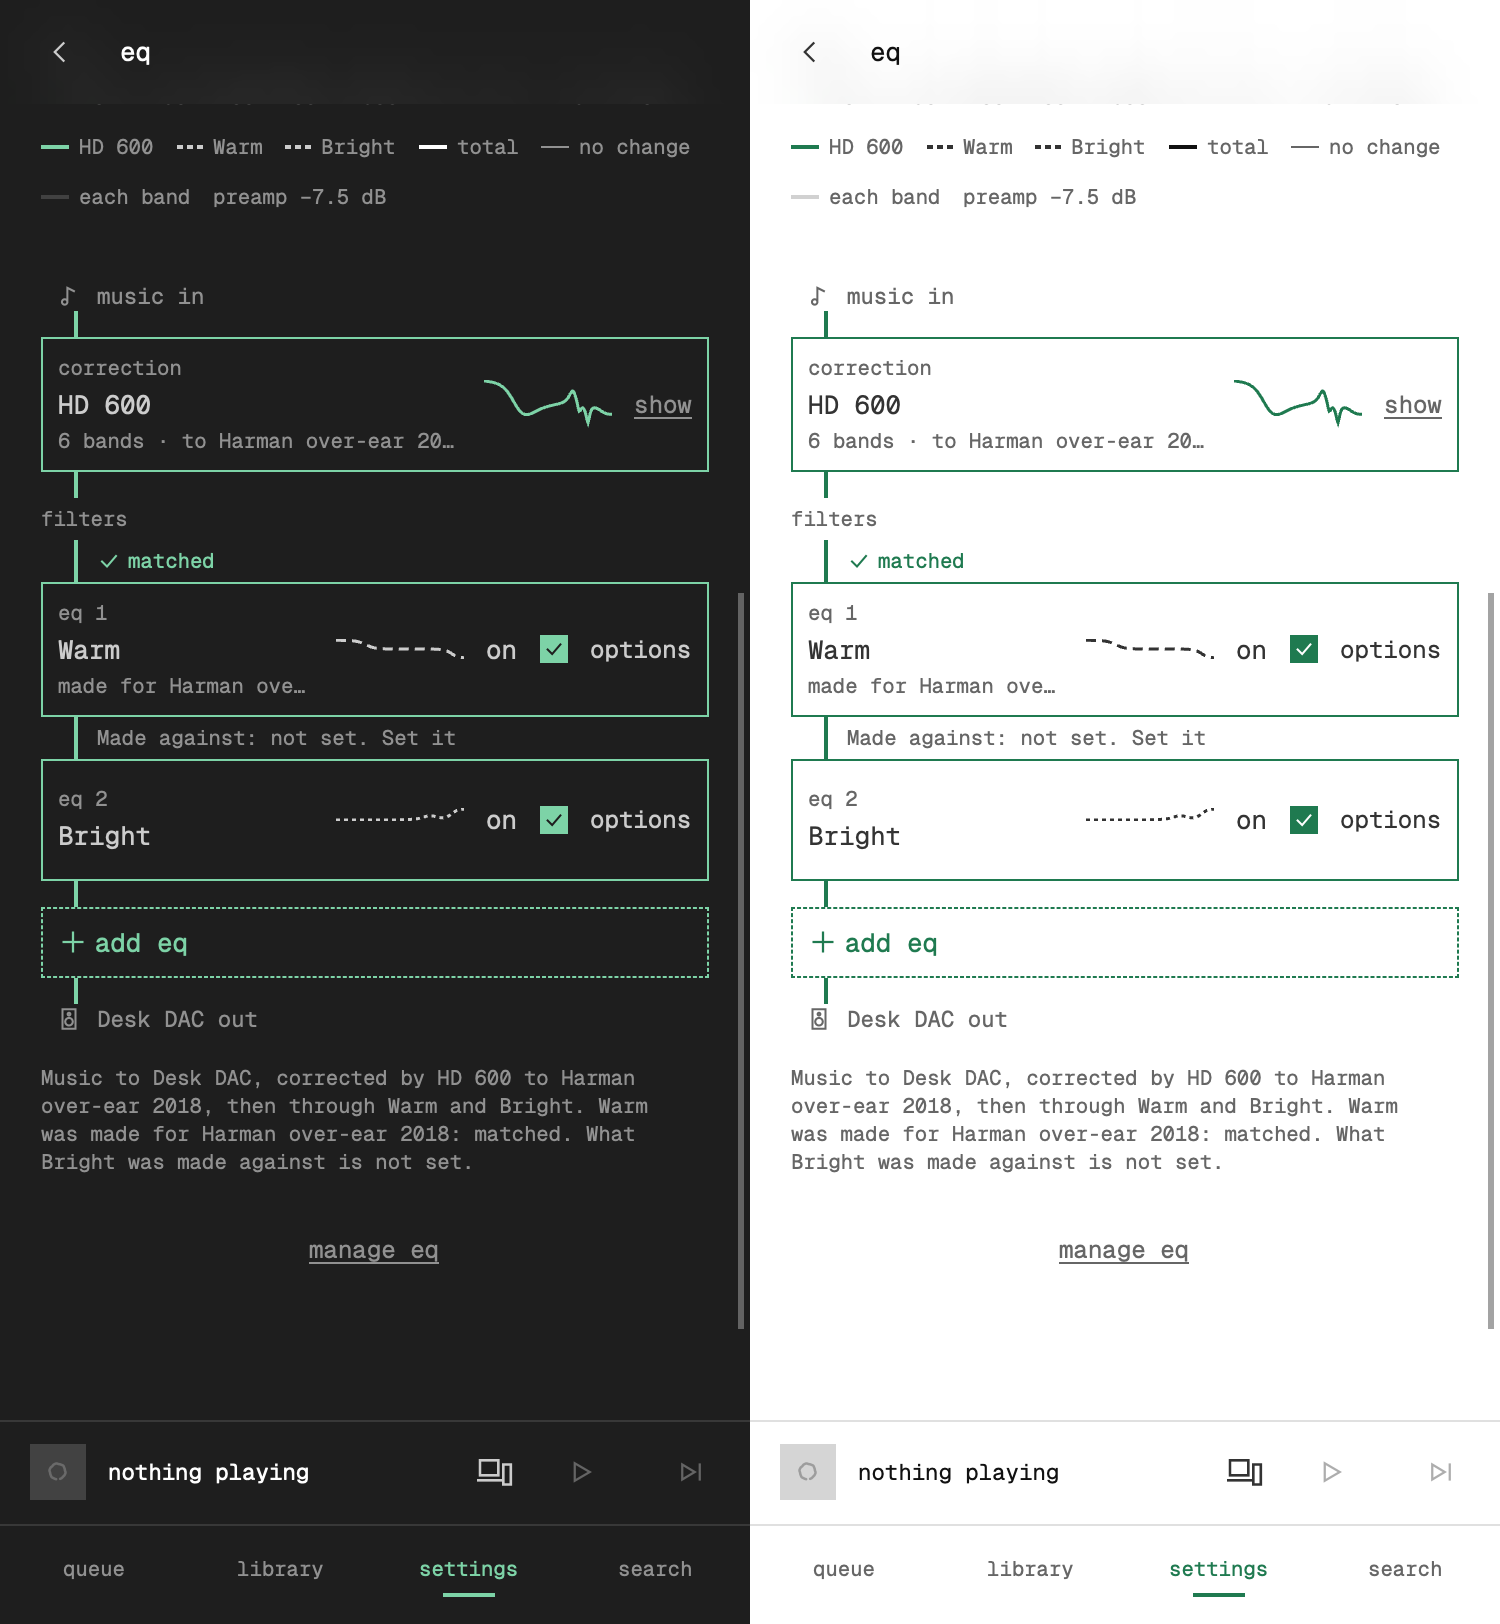 eq
HD 600 Warm Bright total no change
each band preamp −7.5 dB
music in
correction
HD 600
show
6 bands · to Harman over-ear 20…
filters
matched
eq 1
Warm
on
options
made for Harman ove…
Made against: not set. Set it
eq 2
Bright
on
options
add eq
Desk DAC out
Music to Desk DAC, corrected by HD 600 to Harman
over-ear 2018, then through Warm and Bright. Warm
was made for Harman over-ear 2018: matched. What
Bright was made against is not set.
manage eq
nothing playing
queue library settings search
eq
HD 600 Warm Bright total no change
each band preamp −7.5 dB
music in
correction
HD 600
show
6 bands · to Harman over-ear 20…
filters
matched
eq 1
Warm
on
options
made for Harman ove…
Made against: not set. Set it
eq 2
Bright
on
options
add eq
Desk DAC out
Music to Desk DAC, corrected by HD 600 to Harman
over-ear 2018, then through Warm and Bright. Warm
was made for Harman over-ear 2018: matched. What
Bright was made against is not set.
manage eq
nothing playing
queue library settings search